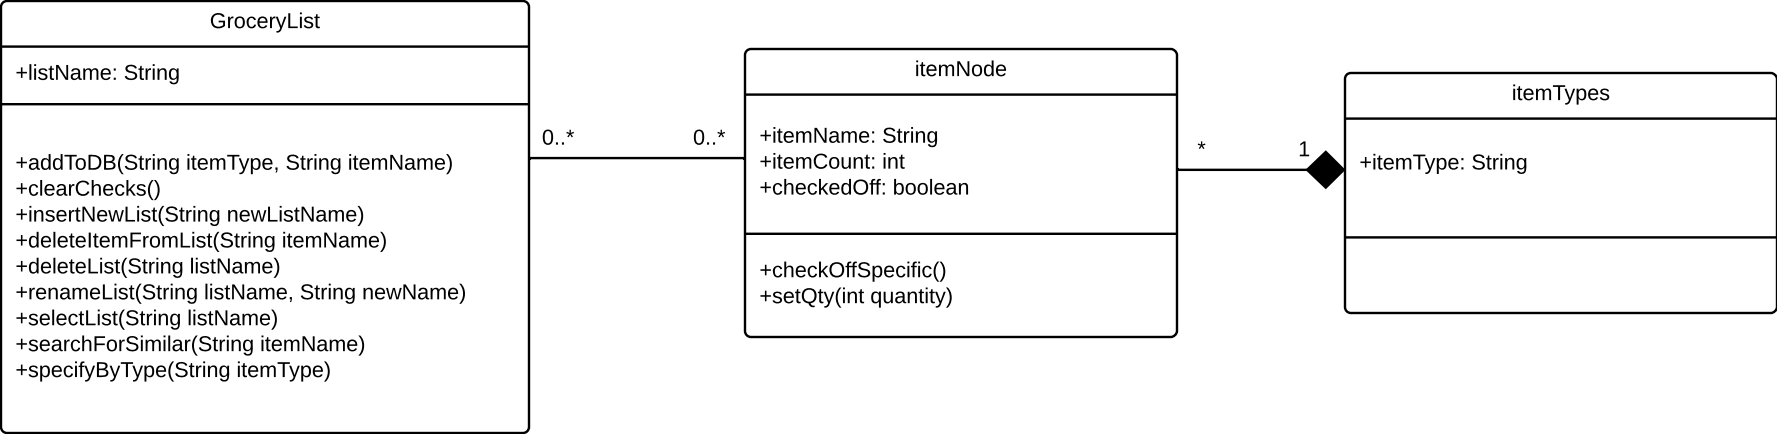 GroceryList
+listName: String
+addToDB(String itemType, String itemName)
+clearChecks()
+insertNewList(String newListName)
+deleteItemFromList(String itemName)
+deleteList(String listName)
+renameList(String listName, String newName)
+selectList(String listName)
+searchForSimilar(String itemName)
+specifyByType(String itemType)
0..*
0..*
itemNode
+itemName: String
+itemCount: int
+checkedOff: boolean
+checkOffSpecific()
+setQty(int quantity)
*
1
itemTypes
+itemType: String